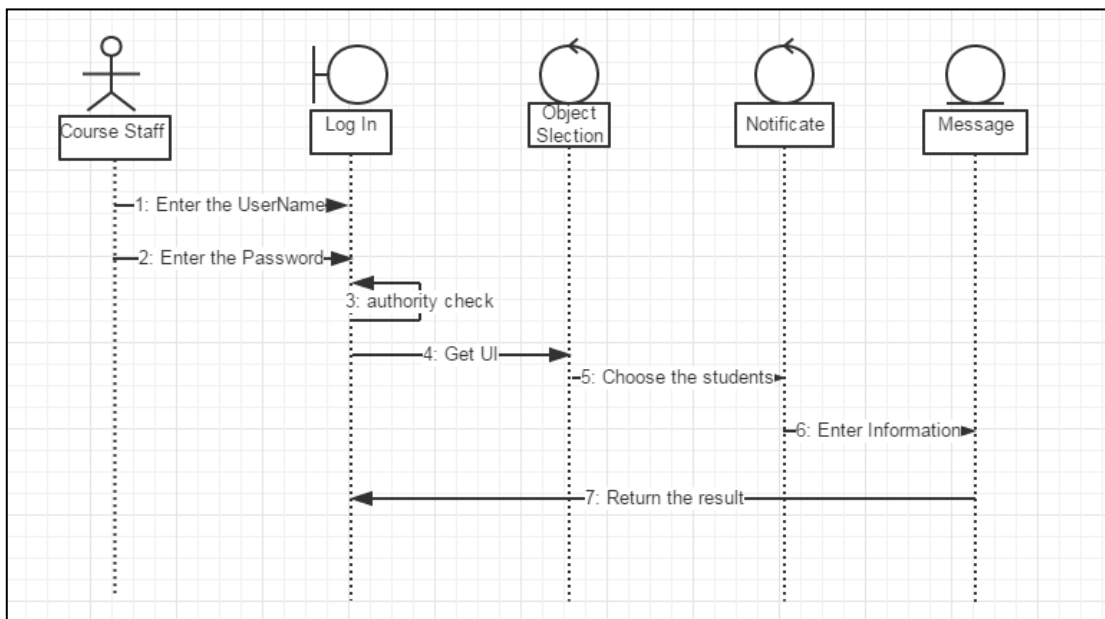 Course Staff
Log In
Object
Slection
Notificate
Message
1: Enter the UserName
2: Enter the Password
3: authority check
4: Get UI
5: Choose the students
6: Enter Information
7: Return the result